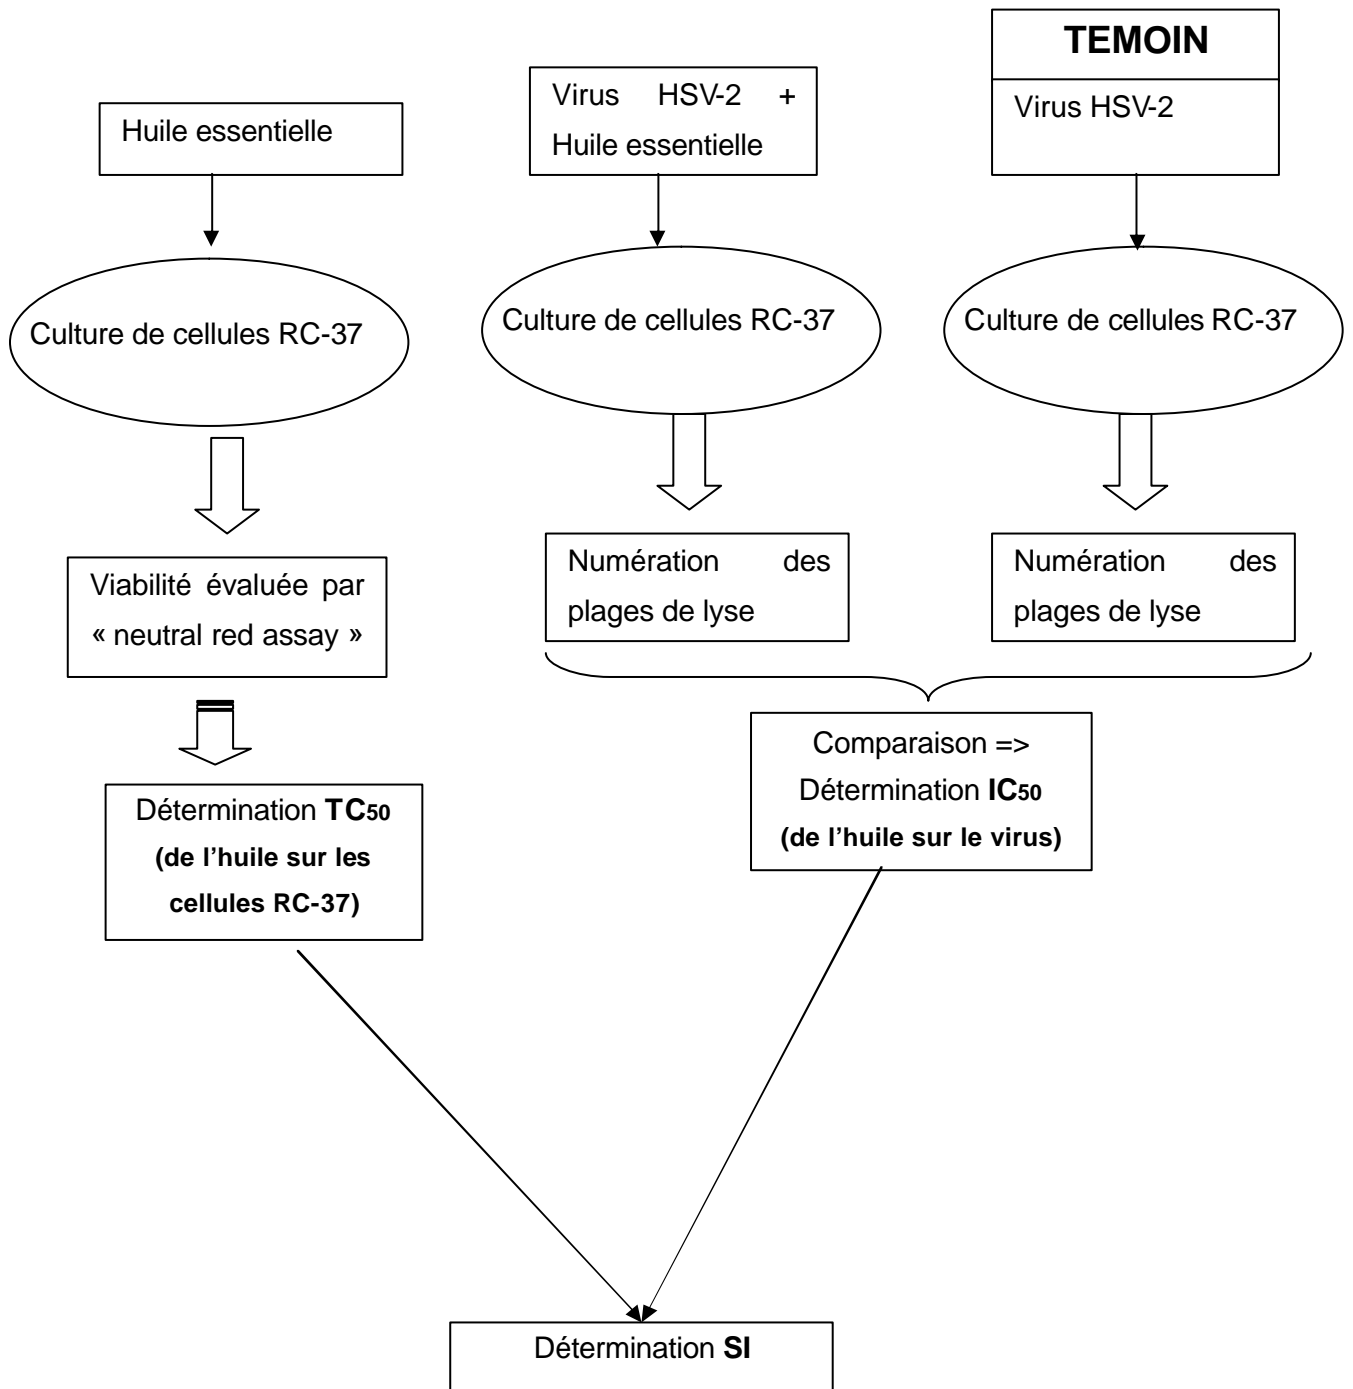 TEMOIN
Virus HSV-2
Virus HSV-2 +
Huile essentielle
Huile essentielle
Culture de cellules RC-37
Culture de cellules RC-37
Culture de cellules RC-37
Viabilité évaluée par
« neutral red assay »
Numération des
plages de lyse
Numération des
plages de lyse
Détermination TC50
(de l'huile sur les
cellules RC-37)
Comparaison =>
Détermination IC50
(de l'huile sur le virus)
Détermination SI